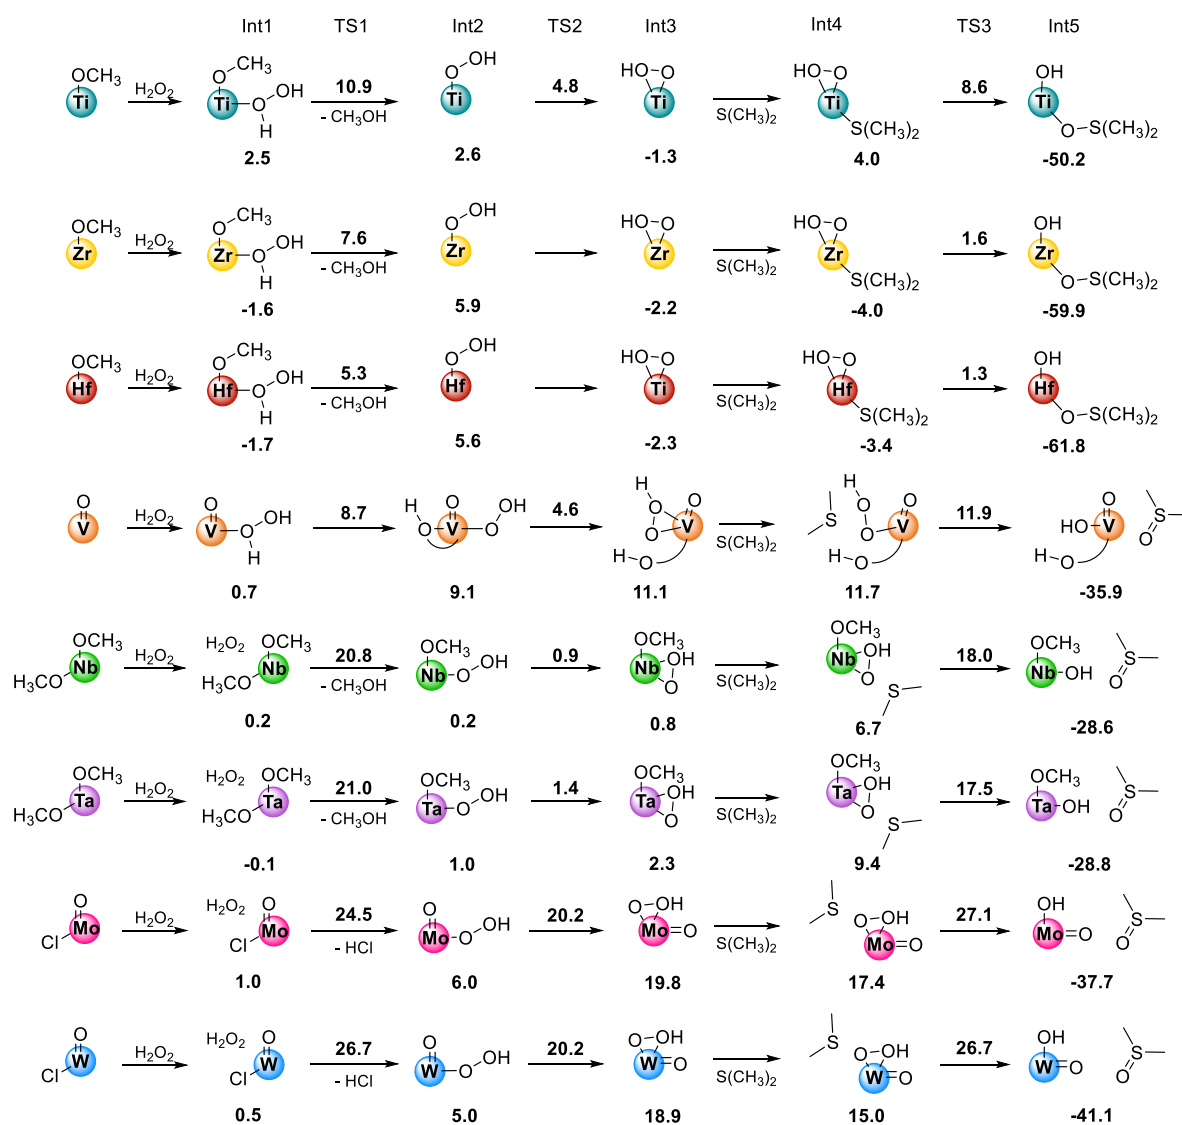 Int1 TS1 Int2 TS2 Int3 Int4 TS3 Int5
OCH3 Ti H2O2 O CH3 Ti O OH H 10.9 - CH3OH O OH Ti 4.8 HO O Ti S(CH3)2 HO O Ti S(CH3)2 8.6 OH Ti O S(CH3)2
2.5 2.6 -1.3 4.0 -50.2
OCH3 Zr H2O2 O CH3 Zr O OH H 7.6 - CH3OH O OH Zr HO O Zr S(CH3)2 HO O Zr S(CH3)2 1.6 OH Zr O S(CH3)2
-1.6 5.9 -2.2 -4.0 -59.9
OCH3 Hf H2O2 O CH3 Hf O OH H 5.3 - CH3OH O OH Hf HO O Ti S(CH3)2 HO O Hf S(CH3)2 1.3 OH Hf O S(CH3)2
-1.7 5.6 -2.3 -3.4 -61.8
O V H2O2 O V O OH H 8.7 H O O V O OH 4.6 H O O O V H O S(CH3)2 S H O O O V H O 11.9 O HO V H O S O
0.7 9.1 11.1 11.7 -35.9
OCH3 Nb H3CO H2O2 H2O2 OCH3 Nb H3CO 20.8 - CH3OH OCH3 Nb O OH 0.9 OCH3 Nb OH O S(CH3)2 OCH3 Nb OH O S 18.0 OCH3 Nb OH S O
0.2 0.2 0.8 6.7 -28.6
OCH3 Ta H3CO H2O2 H2O2 OCH3 Ta H3CO 21.0 - CH3OH OCH3 Ta O OH 1.4 OCH3 Ta OH O S(CH3)2 OCH3 Ta OH O S 17.5 OCH3 Ta OH S O
-0.1 1.0 2.3 9.4 -28.8
O Mo Cl H2O2 H2O2 O Mo Cl 24.5 - HCl O Mo O OH 20.2 O OH Mo O S(CH3)2 S O OH Mo O 27.1 OH Mo O S O
1.0 6.0 19.8 17.4 -37.7
O W Cl H2O2 H2O2 O W Cl 26.7 - HCl O W O OH 20.2 O OH W O S(CH3)2 S O OH W O 26.7 OH W O S O
0.5 5.0 18.9 15.0 -41.1